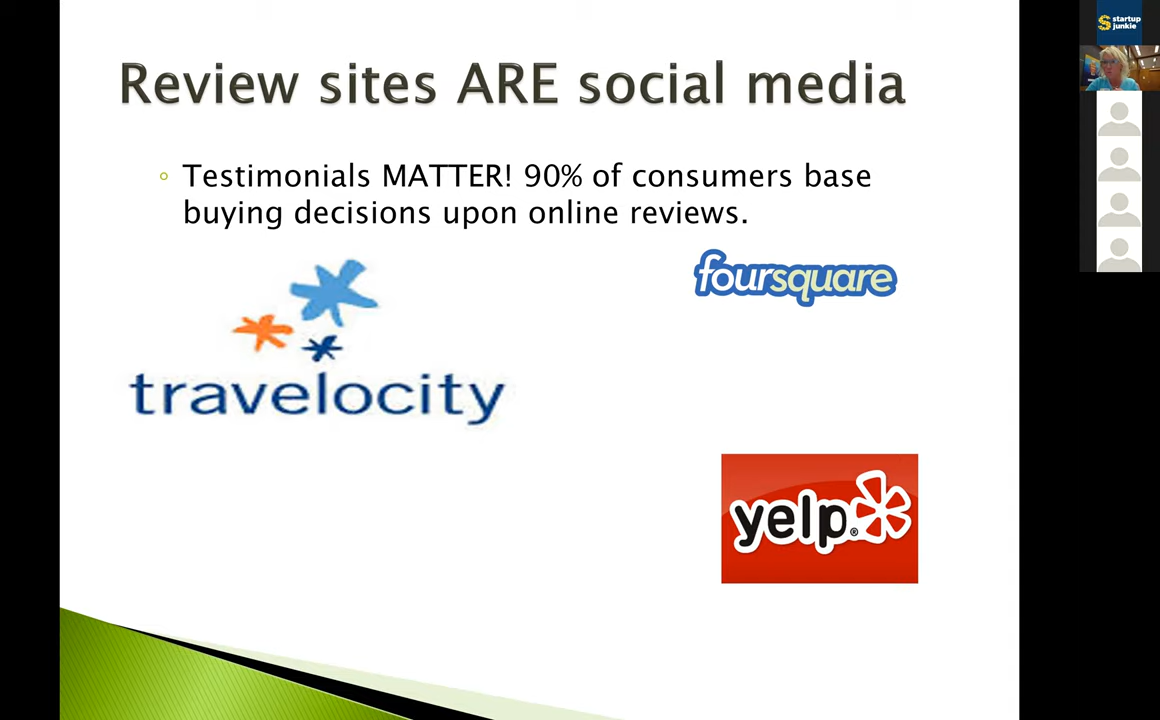 Review sites ARE social media
Testimonials MATTER! 90% of consumers base
buying decisions upon online reviews.
foursquare
travelocity
yelp®
startup
junkie